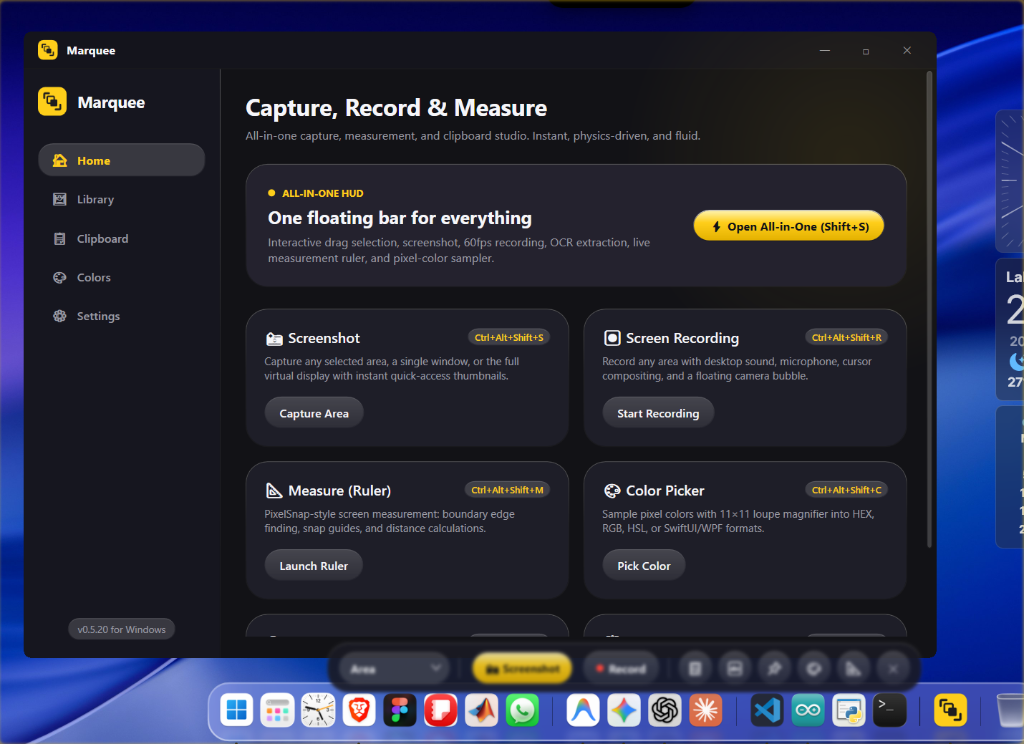 Marquee
Marquee
Home
Library
Clipboard
Colors
Settings
v0.5.20 for Windows
Capture, Record & Measure
All-in-one capture, measurement, and clipboard studio. Instant, physics-driven, and fluid.
ALL-IN-ONE HUD
One floating bar for everything
Interactive drag selection, screenshot, 60fps recording, OCR extraction, live
measurement ruler, and pixel-color sampler.
Open All-in-One (Shift+S)
Screenshot
Ctrl+Alt+Shift+S
Capture any selected area, a single window, or the full
virtual display with instant quick-access thumbnails.
Capture Area
Screen Recording
Ctrl+Alt+Shift+R
Record any area with desktop sound, microphone, cursor
compositing, and a floating camera bubble.
Start Recording
Measure (Ruler)
Ctrl+Alt+Shift+M
PixelSnap-style screen measurement: boundary edge
finding, snap guides, and distance calculations.
Launch Ruler
Color Picker
Ctrl+Alt+Shift+C
Sample pixel colors with 11×11 loupe magnifier into HEX,
RGB, HSL, or SwiftUI/WPF formats.
Pick Color
Area
Screenshot
Record
La
2
20
27